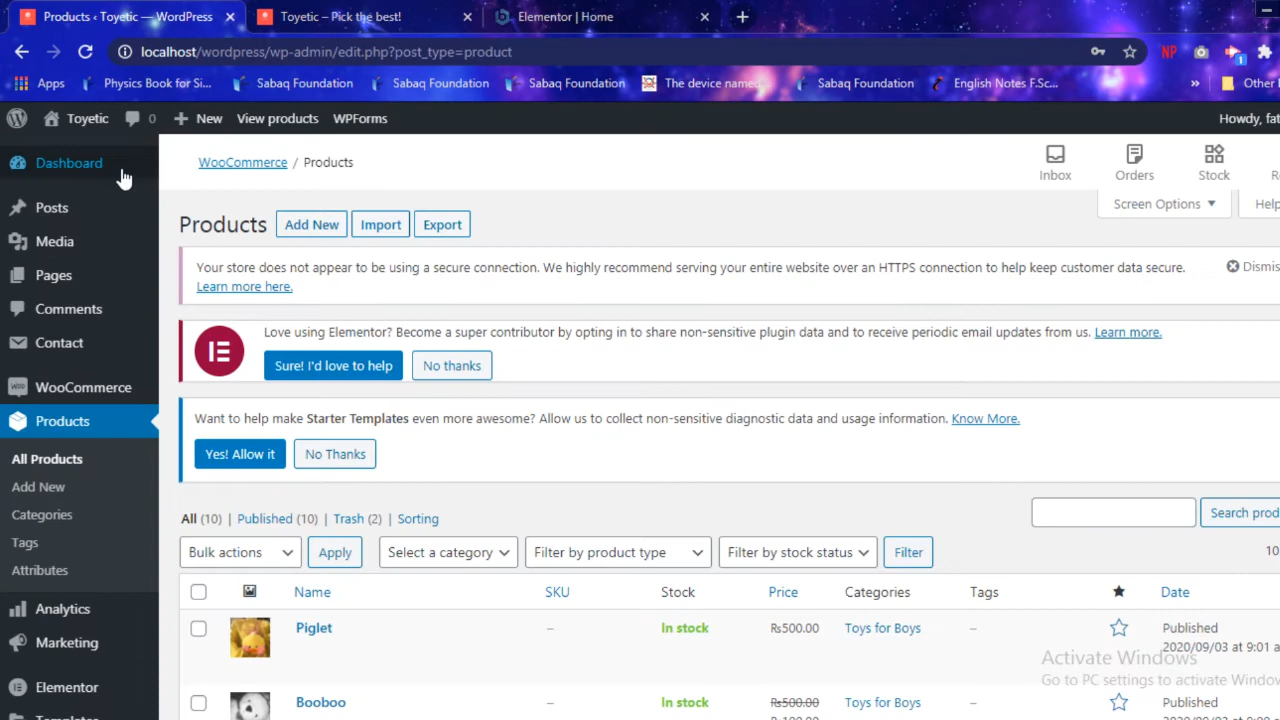 Products ‹ Toyetic — WordPress
Toyetic – Pick the best!
Elementor | Home
localhost/wordpress/wp-admin/edit.php?post_type=product
NP
1
Apps
Physics Book for Si...
Sabaq Foundation
Sabaq Foundation
Sabaq Foundation
The device named
Sabaq Foundation
English Notes F.Sc...
»
Other
Toyetic
0
New
View products
WPForms
Howdy, fat
Dashboard
Posts
Media
Pages
Comments
Contact
WooCommerce
Products
All Products
Add New
Categories
Tags
Attributes
Analytics
Marketing
Elementor
Templates
WooCommerce / Products
Inbox
Orders
Stock
Screen Options
Help
Products
Add New
Import
Export
Your store does not appear to be using a secure connection. We highly recommend serving your entire website over an HTTPS connection to help keep customer data secure.
Learn more here.
Dismis
Love using Elementor? Become a super contributor by opting in to share non-sensitive plugin data and to receive periodic email updates from us. Learn more.
Sure! I'd love to help
No thanks
Want to help make Starter Templates even more awesome? Allow us to collect non-sensitive diagnostic data and usage information. Know More.
Yes! Allow it
No Thanks
All (10) | Published (10) | Trash (2) | Sorting
Search prod
Bulk actions
Apply
Select a category
Filter by product type
Filter by stock status
Filter
10
Name
SKU
Stock
Price
Categories
Tags
Date
Piglet
–
In stock
₨500.00
Toys for Boys
–
Published
2020/09/03 at 9:01 a
Booboo
–
In stock
₨500.00
Toys for Boys
–
Published
Activate Windows
Go to PC settings to activate Window